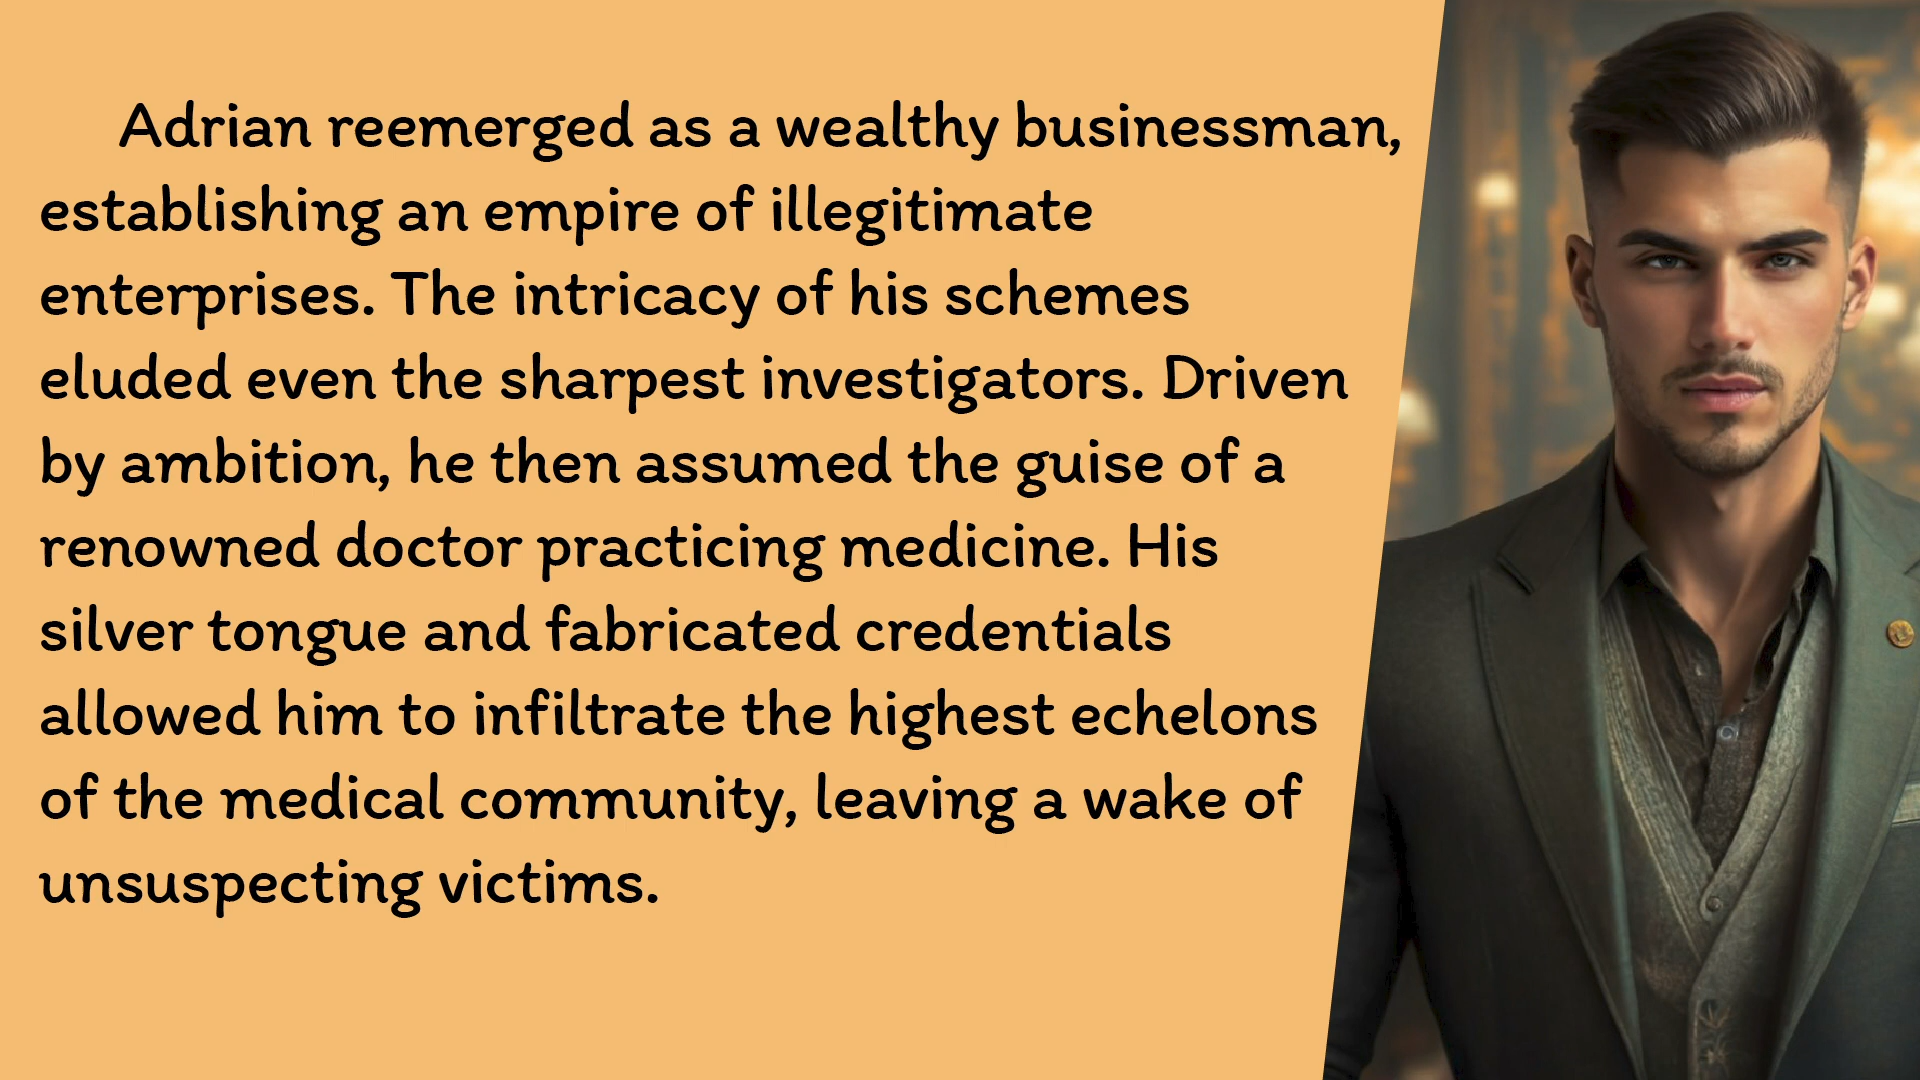 Adrian reemerged as a wealthy businessman,
establishing an empire of illegitimate
enterprises. The intricacy of his schemes
eluded even the sharpest investigators. Driven
by ambition, he then assumed the guise of a
renowned doctor practicing medicine. His
silver tongue and fabricated credentials
allowed him to infiltrate the highest echelons
of the medical community, leaving a wake of
unsuspecting victims.